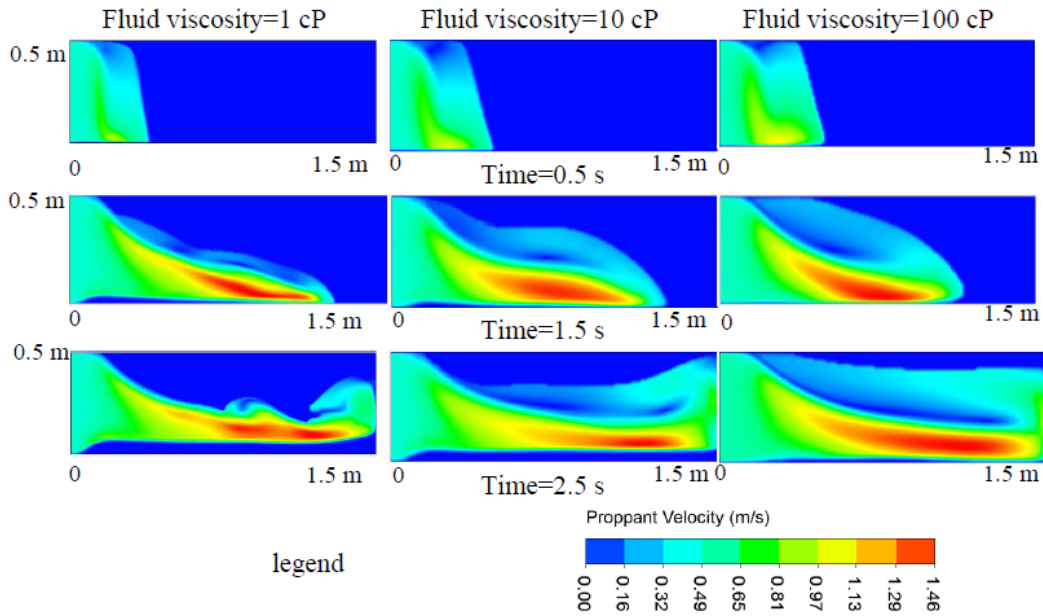 Fluid viscosity=1 cP Fluid viscosity=10 cP Fluid viscosity=100 cP
0.5 m
0 1.5 m 0 1.5 m 0 1.5 m
Time=0.5 s
0.5 m
0 1.5 m 0 1.5 m 0 1.5 m
Time=1.5 s
0.5 m
0 1.5 m 0 1.5 m 0 1.5 m
Time=2.5 s
Proppant Velocity (m/s)
legend
0.00 0.16 0.32 0.49 0.65 0.81 0.97 1.13 1.29 1.46